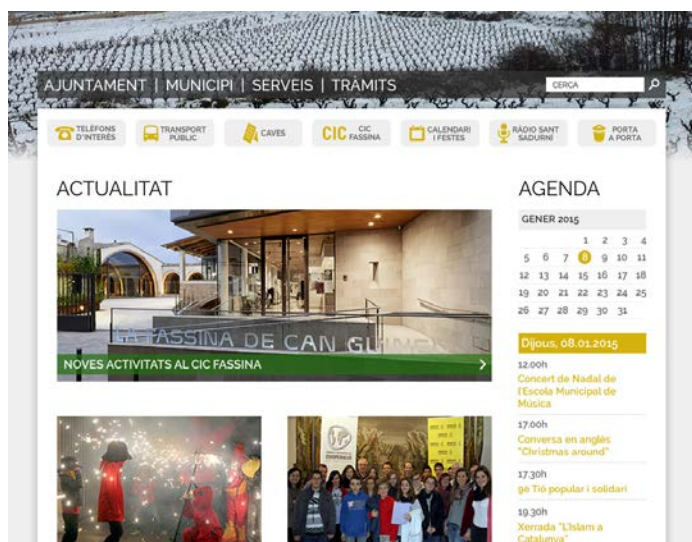 AJUNTAMENT | MUNICIPI | SERVEIS | TRÀMITS
CERCA
TELÈFONS
D'INTERÈS
TRANSPORT
PÚBLIC
CAVES
CIC
CIC
FASSINA
CALENDARI
I FESTES
RÀDIO SANT
SADURNÍ
PORTA
A PORTA
ACTUALITAT
LA FASSINA DE CAN GUINEU
NOVES ACTIVITATS AL CIC FASSINA
AGENDA
GENER 2015
1 2 3 4
5 6 7 8 9 10 11
12 13 14 15 16 17 18
19 20 21 22 23 24 25
26 27 28 29 30 31
Dijous, 08.01.2015
12.00h
Concert de Nadal de
l'Escola Municipal de
Música
17:00h
Conversa en anglès
"Christmas around"
17.30h
9e Tió popular i solidari
19.30h
Xerrada "L'Islam a
Catalunya"